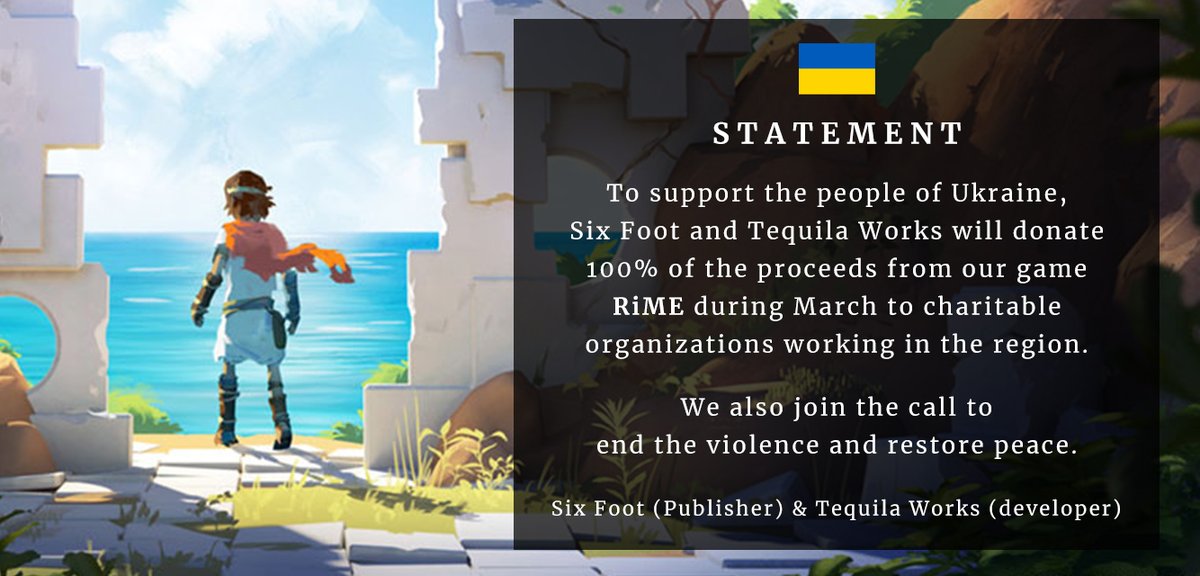 STATEMENT
To support the people of Ukraine,
Six Foot and Tequila Works will donate
100% of the proceeds from our game
RiME during March to charitable
organizations working in the region.
We also join the call to
end the violence and restore peace.
Six Foot (Publisher) & Tequila Works (developer)